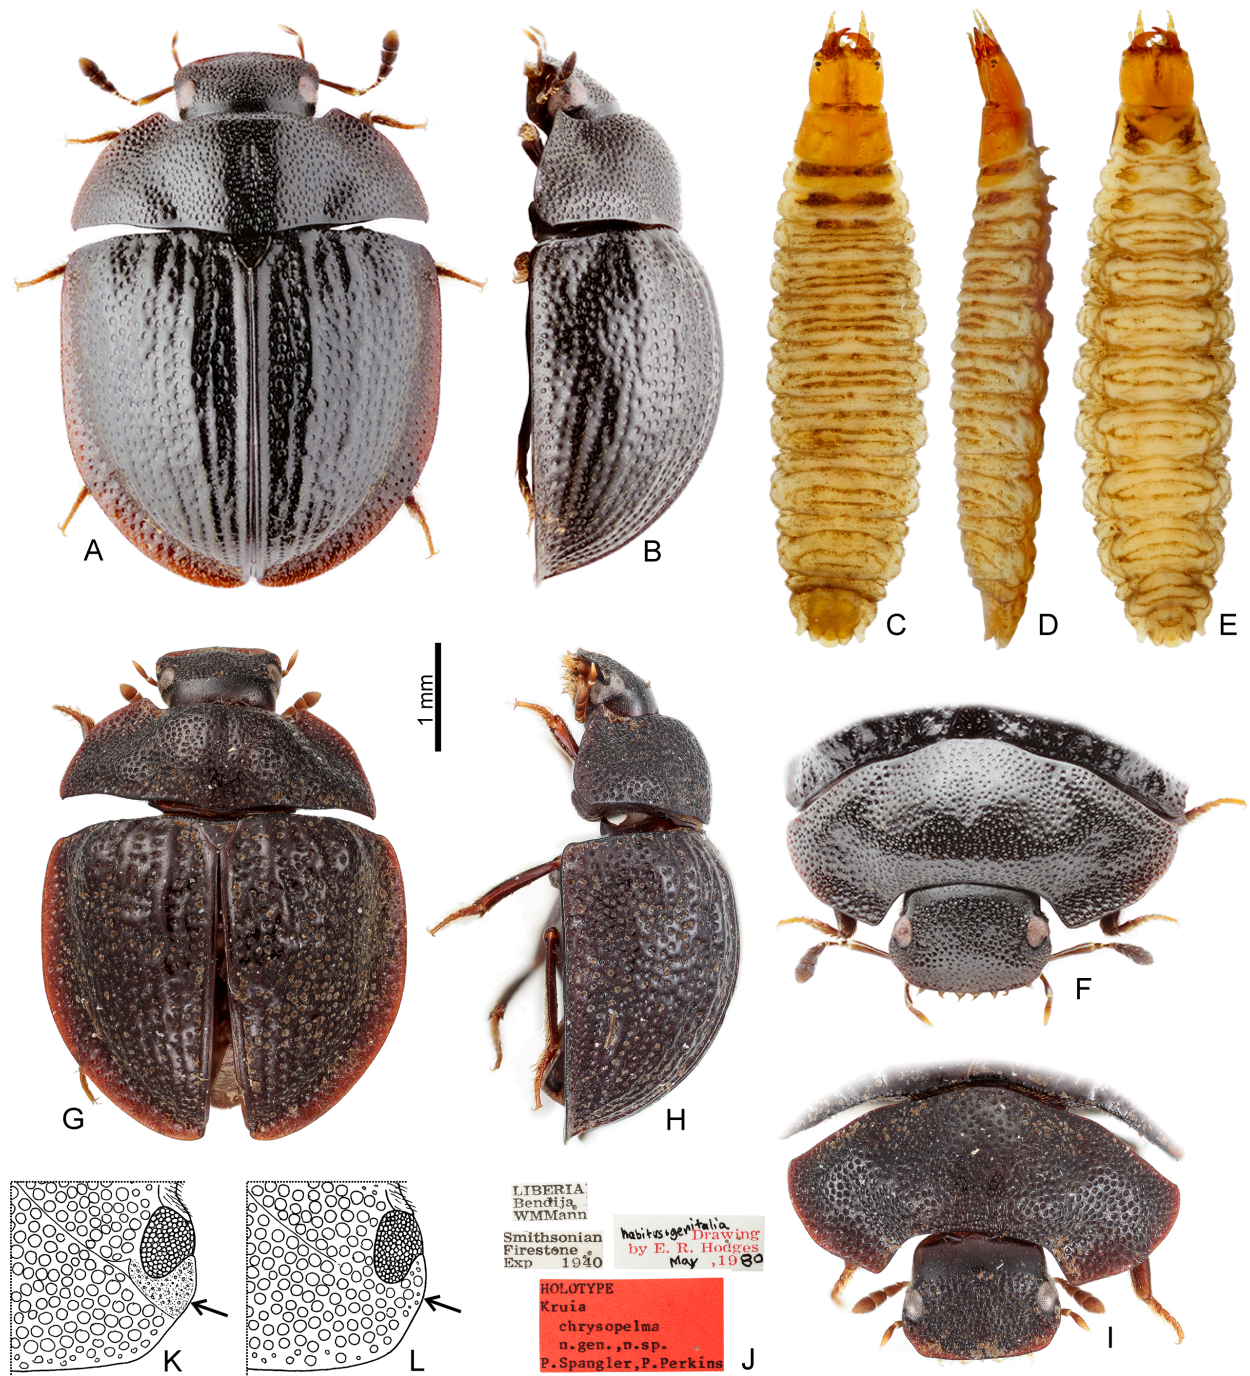 A
B
C
D
E
1 mm
F
G
H
I
K
L
LIBERIA
Bendija
WMMann
Smithsonian
Firestone
Exp 1940
habitus+genitalia
Drawing
by E. R. Hodges
May ,1980
HOLOTYPE
Kruia
chrysopelma
n.gen.,n.sp.
P.Spangler,P.Perkins
J